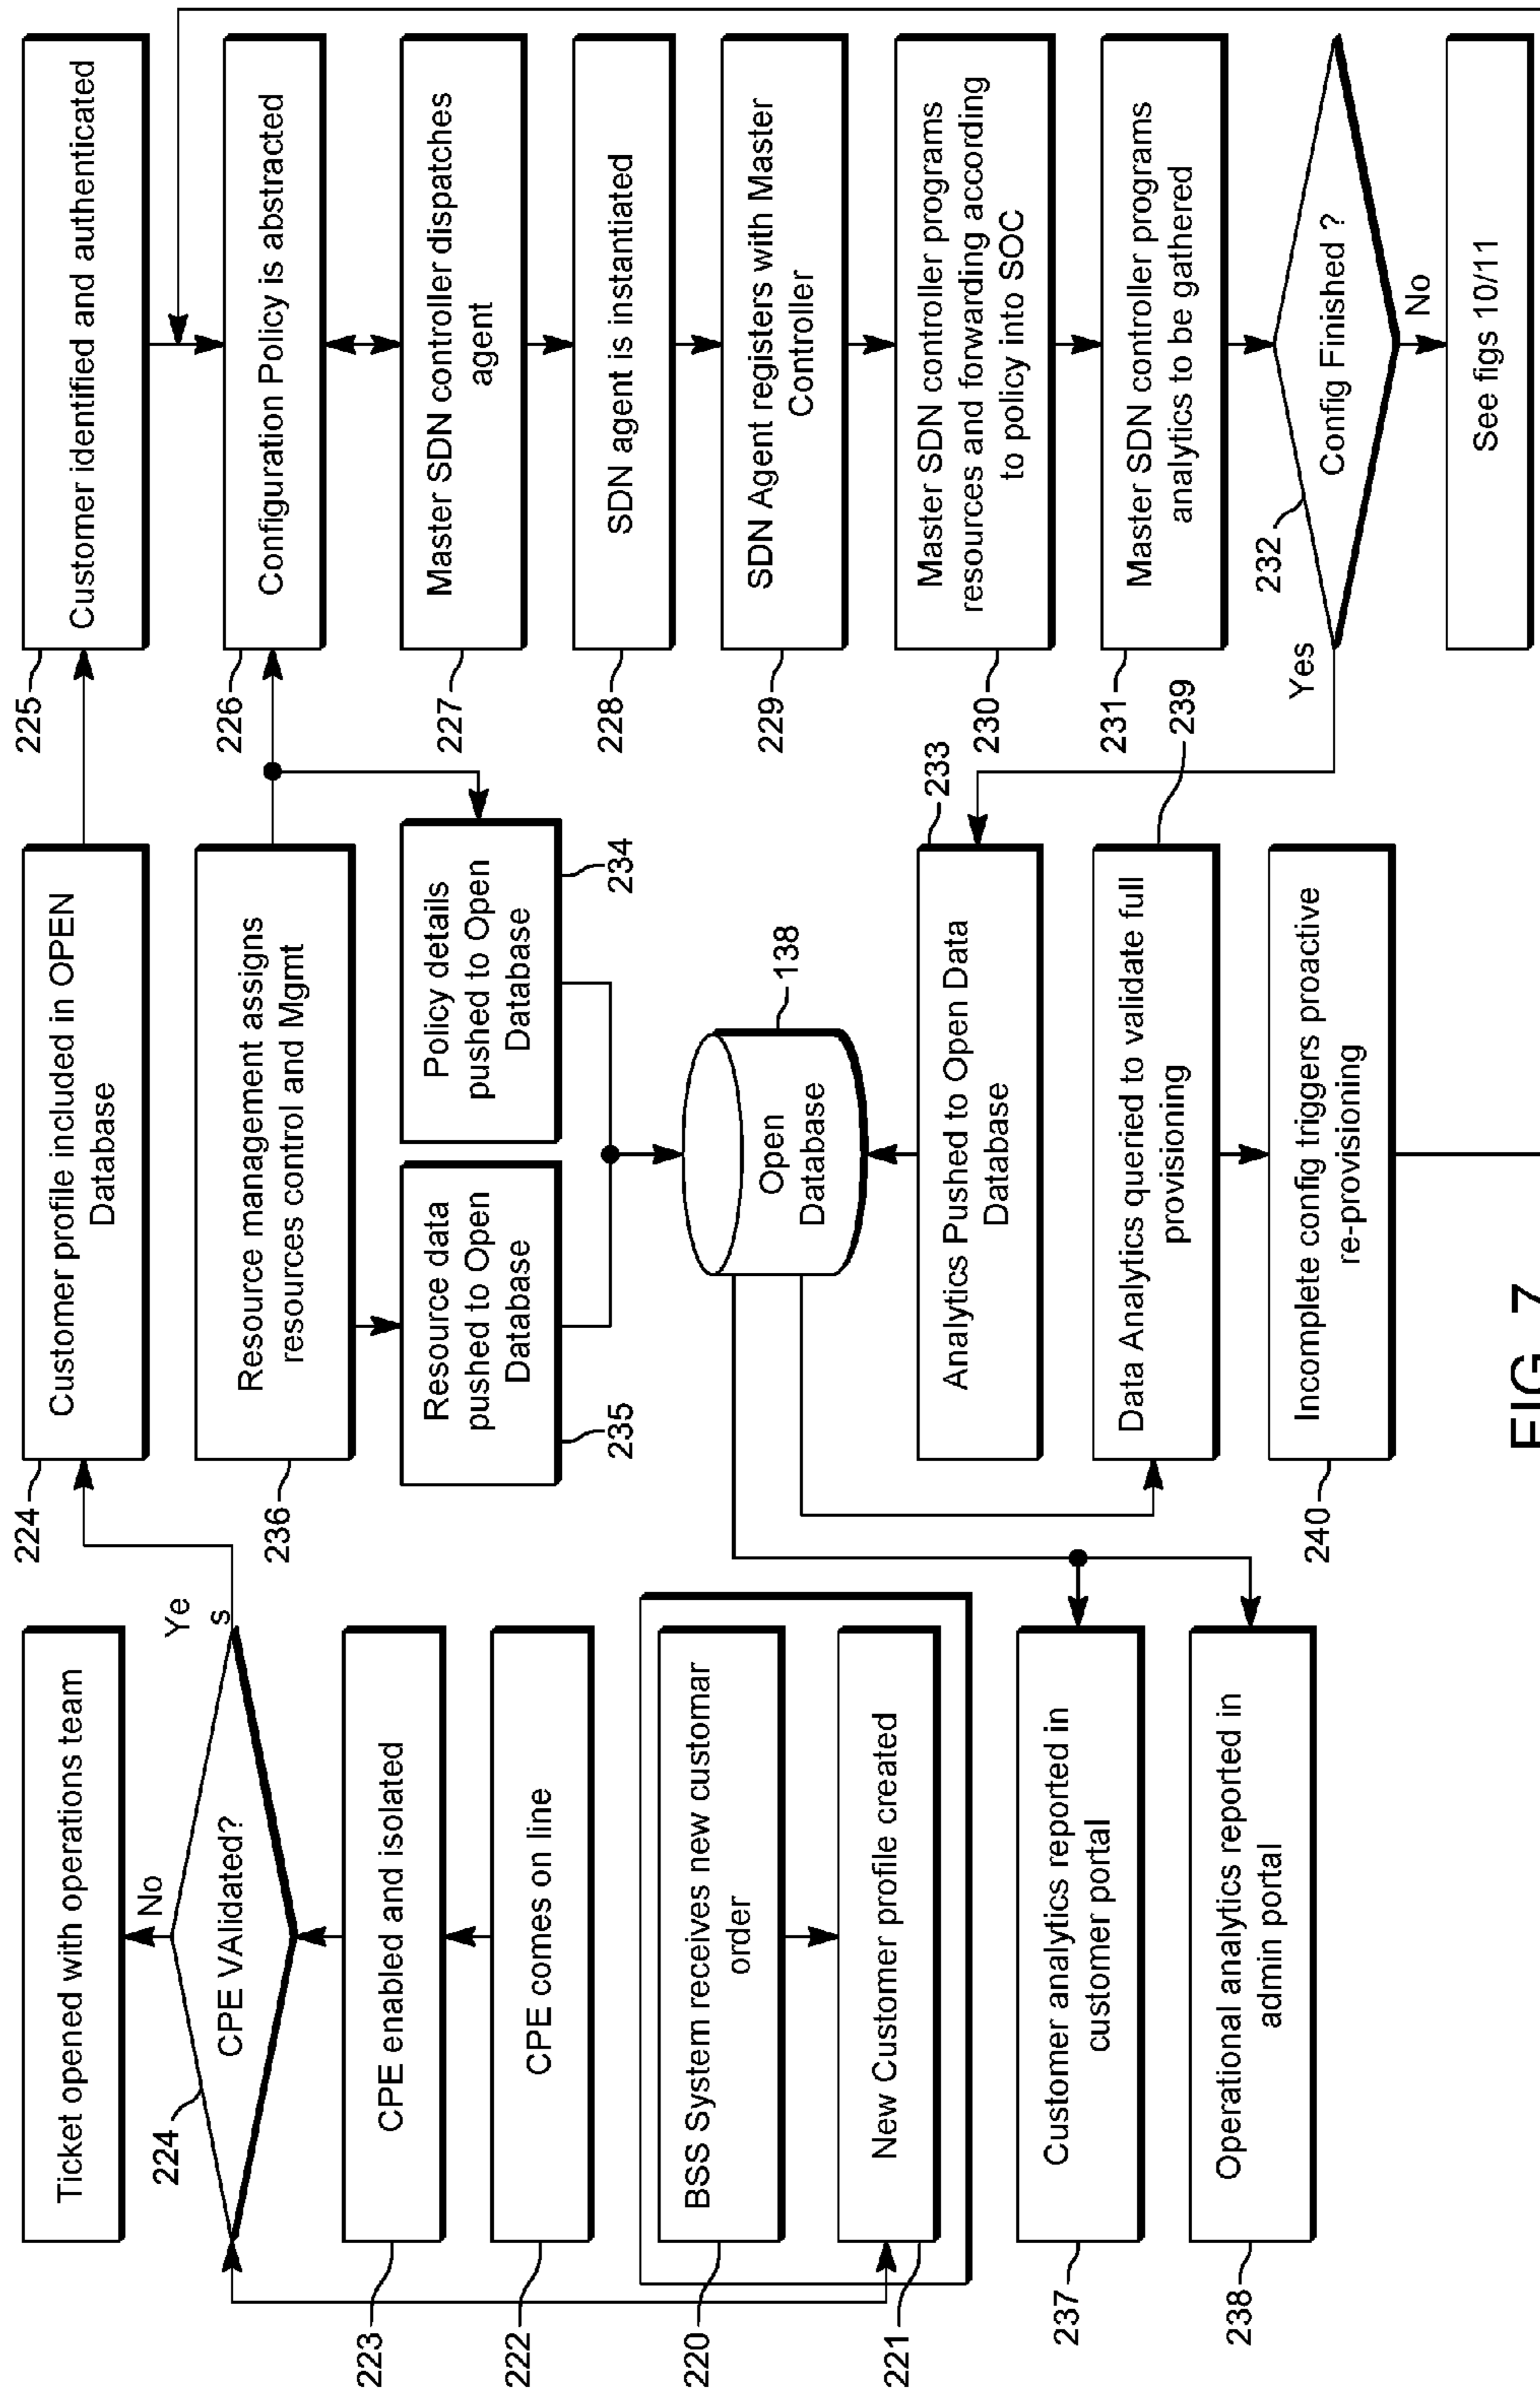 Ticket opened with operations team
No
Ye
s
224
CPE VAlidated?
223
CPE enabled and isolated
222
CPE comes on line
220
BSS System receives new customar
order
221
New Customer profile created
237
Customer analytics reported in
customer portal
238
Operational analytics reported in
admin portal
224
Customer profile included in OPEN
Database
236
Resource management assigns
resources control and Mgmt
235
Resource data
pushed to Open
Database
234
Policy details
pushed to Open
Database
138
Open
Database
233
Analytics Pushed to Open Data
Database
239
Data Analytics queried to validate full
provisioning
240
Incomplete config triggers proactive
re-provisioning
225
Customer identified and authenticated
226
Configuration Policy is abstracted
227
Master SDN controller dispatches
agent
228
SDN agent is instantiated
229
SDN Agent registers with Master
Controller
230
Master SDN controller programs
resources and forwarding according
to policy into SOC
231
Master SDN controller programs
analytics to be gathered
232
Config Finished ?
Yes
No
See figs 10/11
FIG. 7